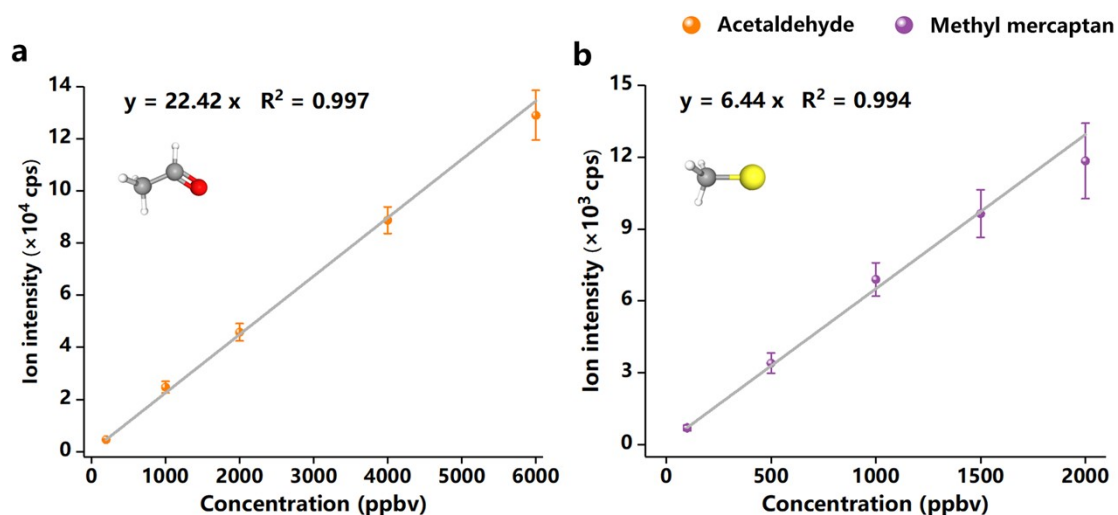 Acetaldehyde Methyl mercaptan
a
y = 22.42 x R² = 0.997
Ion intensity (×10⁴ cps)
14
12
10
8
6
4
2
0
0 1000 2000 3000 4000 5000 6000
Concentration (ppbv)
b
y = 6.44 x R² = 0.994
Ion intensity (×10³ cps)
15
12
9
6
3
0
0 500 1000 1500 2000
Concentration (ppbv)